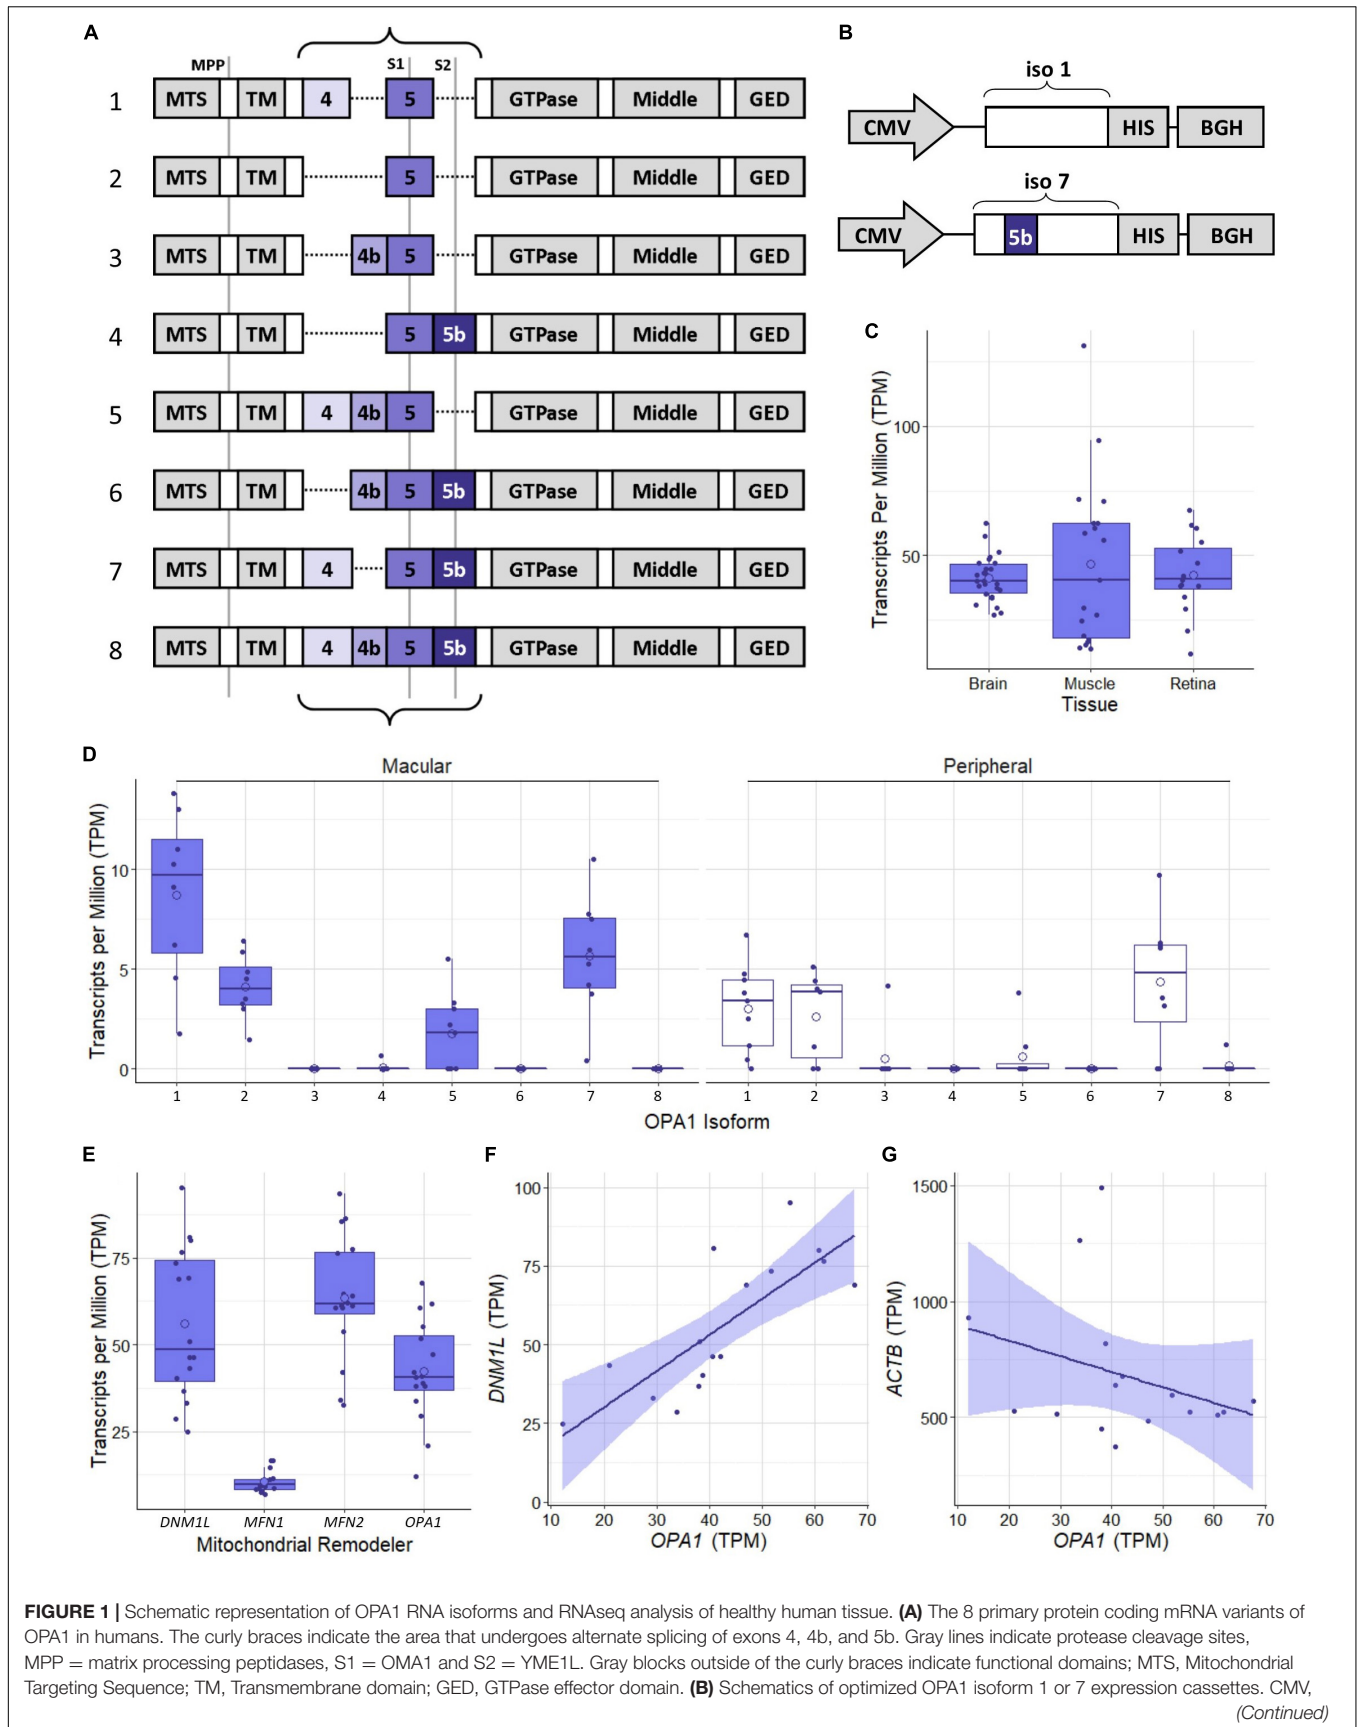 A
MPP S1 S2
1 MTS TM 4 5 GTPase Middle GED
2 MTS TM 5 GTPase Middle GED
3 MTS TM 4b 5 GTPase Middle GED
4 MTS TM 5 5b GTPase Middle GED
5 MTS TM 4 4b 5 GTPase Middle GED
6 MTS TM 4b 5 5b GTPase Middle GED
7 MTS TM 4 5 5b GTPase Middle GED
8 MTS TM 4 4b 5 5b GTPase Middle GED
B
iso 1
CMV HIS BGH
iso 7
CMV 5b HIS BGH
C
Transcripts Per Million (TPM)
100
50
Brain Muscle Retina
Tissue
D
Macular Peripheral
Transcripts per Million (TPM)
10
5
0
1 2 3 4 5 6 7 8 1 2 3 4 5 6 7 8
OPA1 Isoform
E
Transcripts per Million (TPM)
75
50
25
DNM1L MFN1 MFN2 OPA1
Mitochondrial Remodeler
F
DNM1L (TPM)
100
75
50
25
0
10 20 30 40 50 60 70
OPA1 (TPM)
G
ACTB (TPM)
1500
1000
500
10 20 30 40 50 60 70
OPA1 (TPM)
FIGURE 1 | Schematic representation of OPA1 RNA isoforms and RNAseq analysis of healthy human tissue. (A) The 8 primary protein coding mRNA variants of
OPA1 in humans. The curly braces indicate the area that undergoes alternate splicing of exons 4, 4b, and 5b. Gray lines indicate protease cleavage sites,
MPP = matrix processing peptidases, S1 = OMA1 and S2 = YME1L. Gray blocks outside of the curly braces indicate functional domains; MTS, Mitochondrial
Targeting Sequence; TM, Transmembrane domain; GED, GTPase effector domain. (B) Schematics of optimized OPA1 isoform 1 or 7 expression cassettes. CMV,
(Continued)